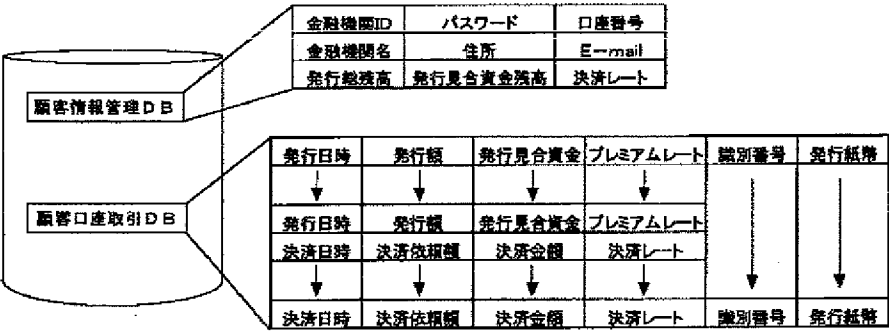 金融機関ID パスワード 口座番号
金融機関名 住所 E-mail
発行総残高 発行見合資金残高 決済レート
顧客情報管理DB
発行日時 発行額 発行見合資金 プレミアムレート 識別番号 発行紙幣
顧客口座取引DB
発行日時 発行額 発行見合資金 プレミアムレート
決済日時 決済依頼額 決済金額 決済レート
決済日時 決済依頼額 決済金額 決済レート 識別番号 発行紙幣